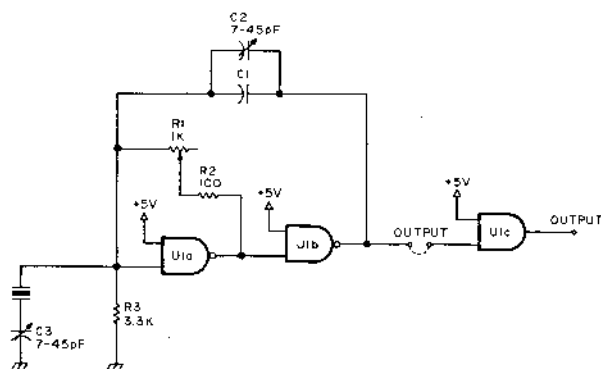 C2
7-45pF
C1
R1
1K
R2
100
+5V
+5V
+5V
U1a
U1b
OUTPUT
U1c
OUTPUT
R3
3.3K
C3
7-45pF